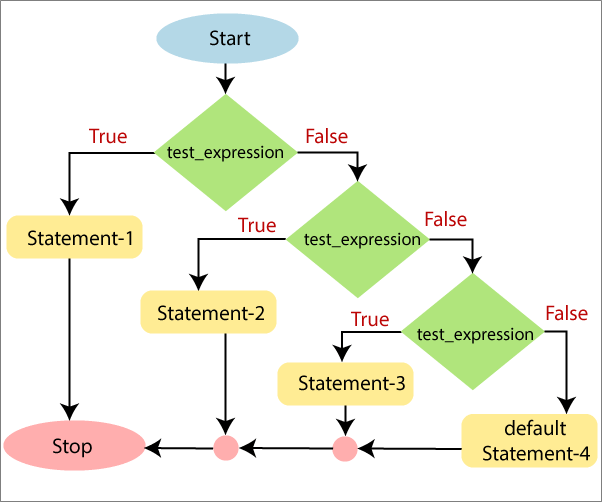 Start
test_expression
True
False
Statement-1
test_expression
True
False
Statement-2
test_expression
True
False
Statement-3
default
Statement-4
Stop